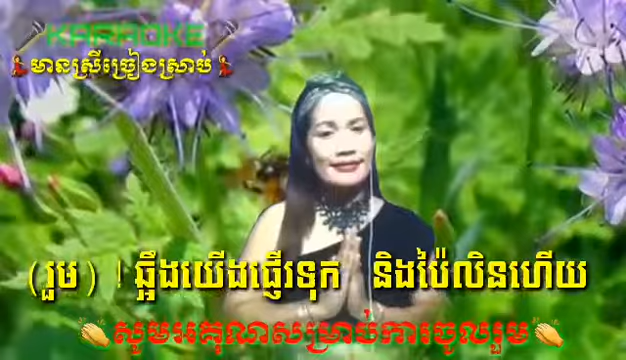 🎤KARAOKE🎤
💃មានស្រីច្រៀងស្រាប់💃
(រួម) ! ឆ្អឹងយើងផ្ញើរទុក និងប៉ៃលិនហើយ
👏សូមអរគុណសម្រាប់ការចូលរួម👏